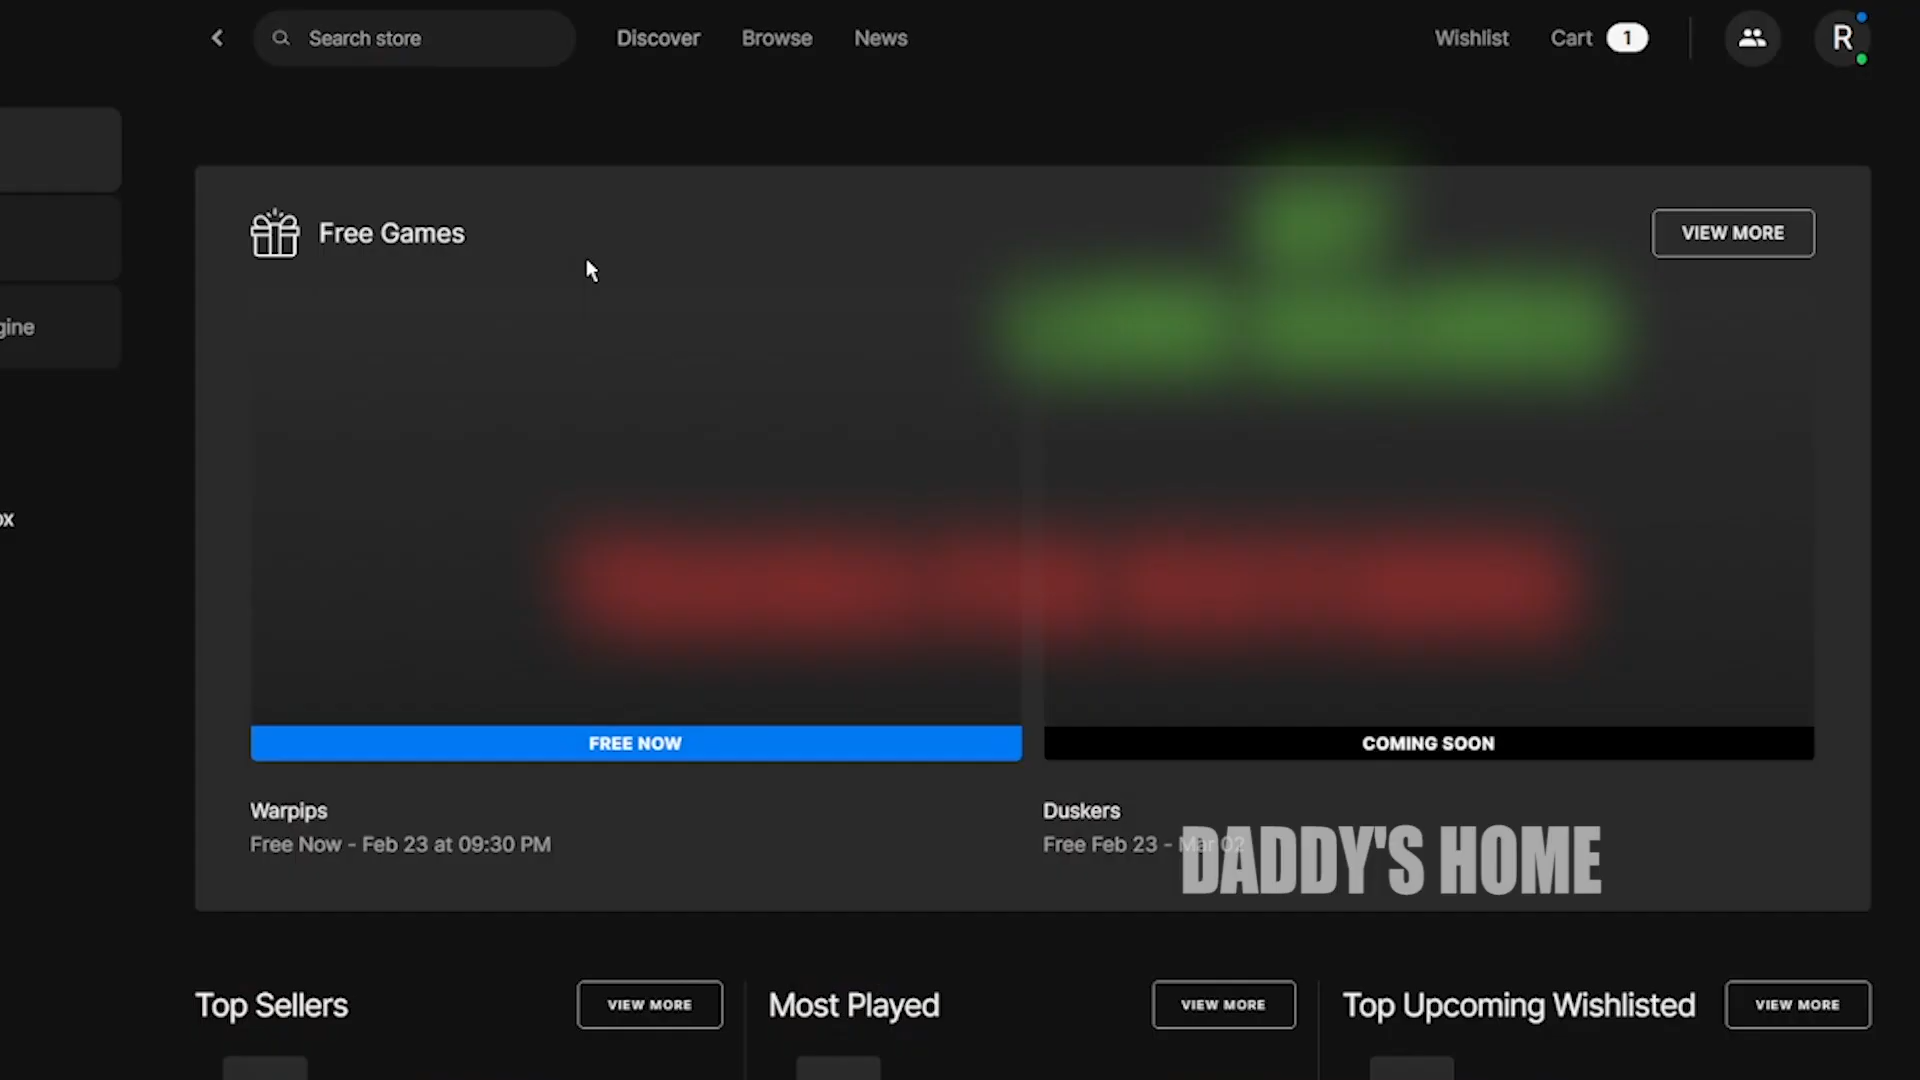 Search store
Discover
Browse
News
Wishlist
Cart 1
R
Free Games
VIEW MORE
gine
ox
FREE NOW
COMING SOON
Warpips
Free Now - Feb 23 at 09:30 PM
Duskers
Free Feb 23 - Mar 02
DADDY'S HOME
Top Sellers
VIEW MORE
Most Played
VIEW MORE
Top Upcoming Wishlisted
VIEW MORE